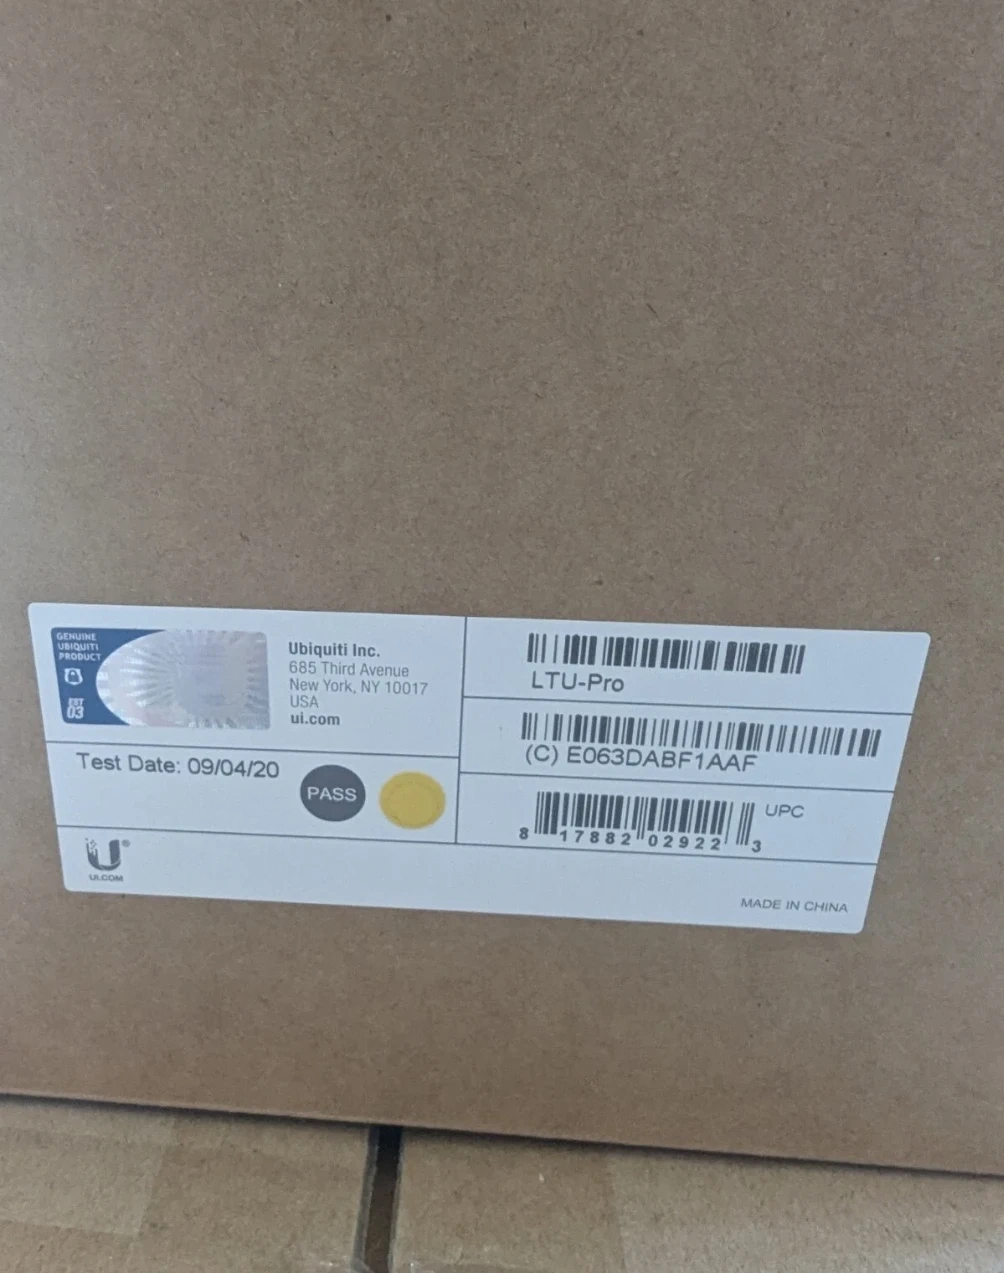 GENUINE
UBIQUITI
PRODUCT
EST
03
Ubiquiti Inc.
685 Third Avenue
New York, NY 10017
USA
ui.com
Test Date: 09/04/20
PASS
U®
UI.COM
LTU-Pro
(C) E063DABF1AAF
UPC
8 17882 02922 3
MADE IN CHINA